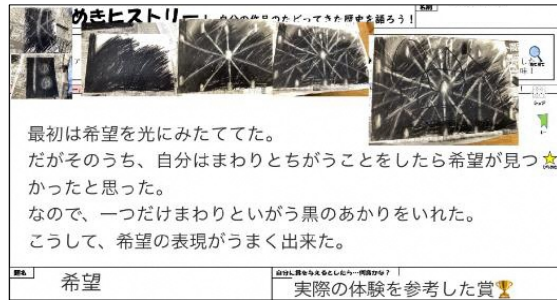 めきヒストリー
自分の作品のたどってきた歴史を語ろう！
名前
最初は希望を光にみたててた。
だがそのうち、自分はまわりとちがうことをしたら希望が見つ
かったと思った。
なので、一つだけまわりといがう黒のあかりをいれた。
こうして、希望の表現がうまく出来た。
題名
希望
自分に賞を与えるとしたら…何賞かな？
実際の体験を参考した賞🏆